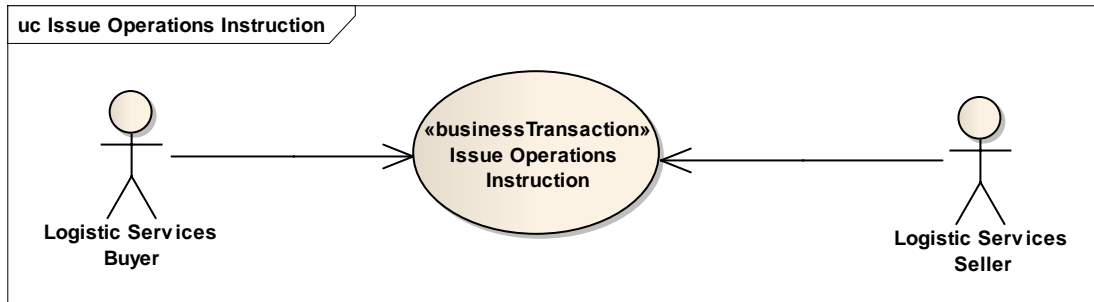 uc Issue Operations Instruction
«businessTransaction»
Issue Operations
Instruction
Logistic Services
Buyer
Logistic Services
Seller